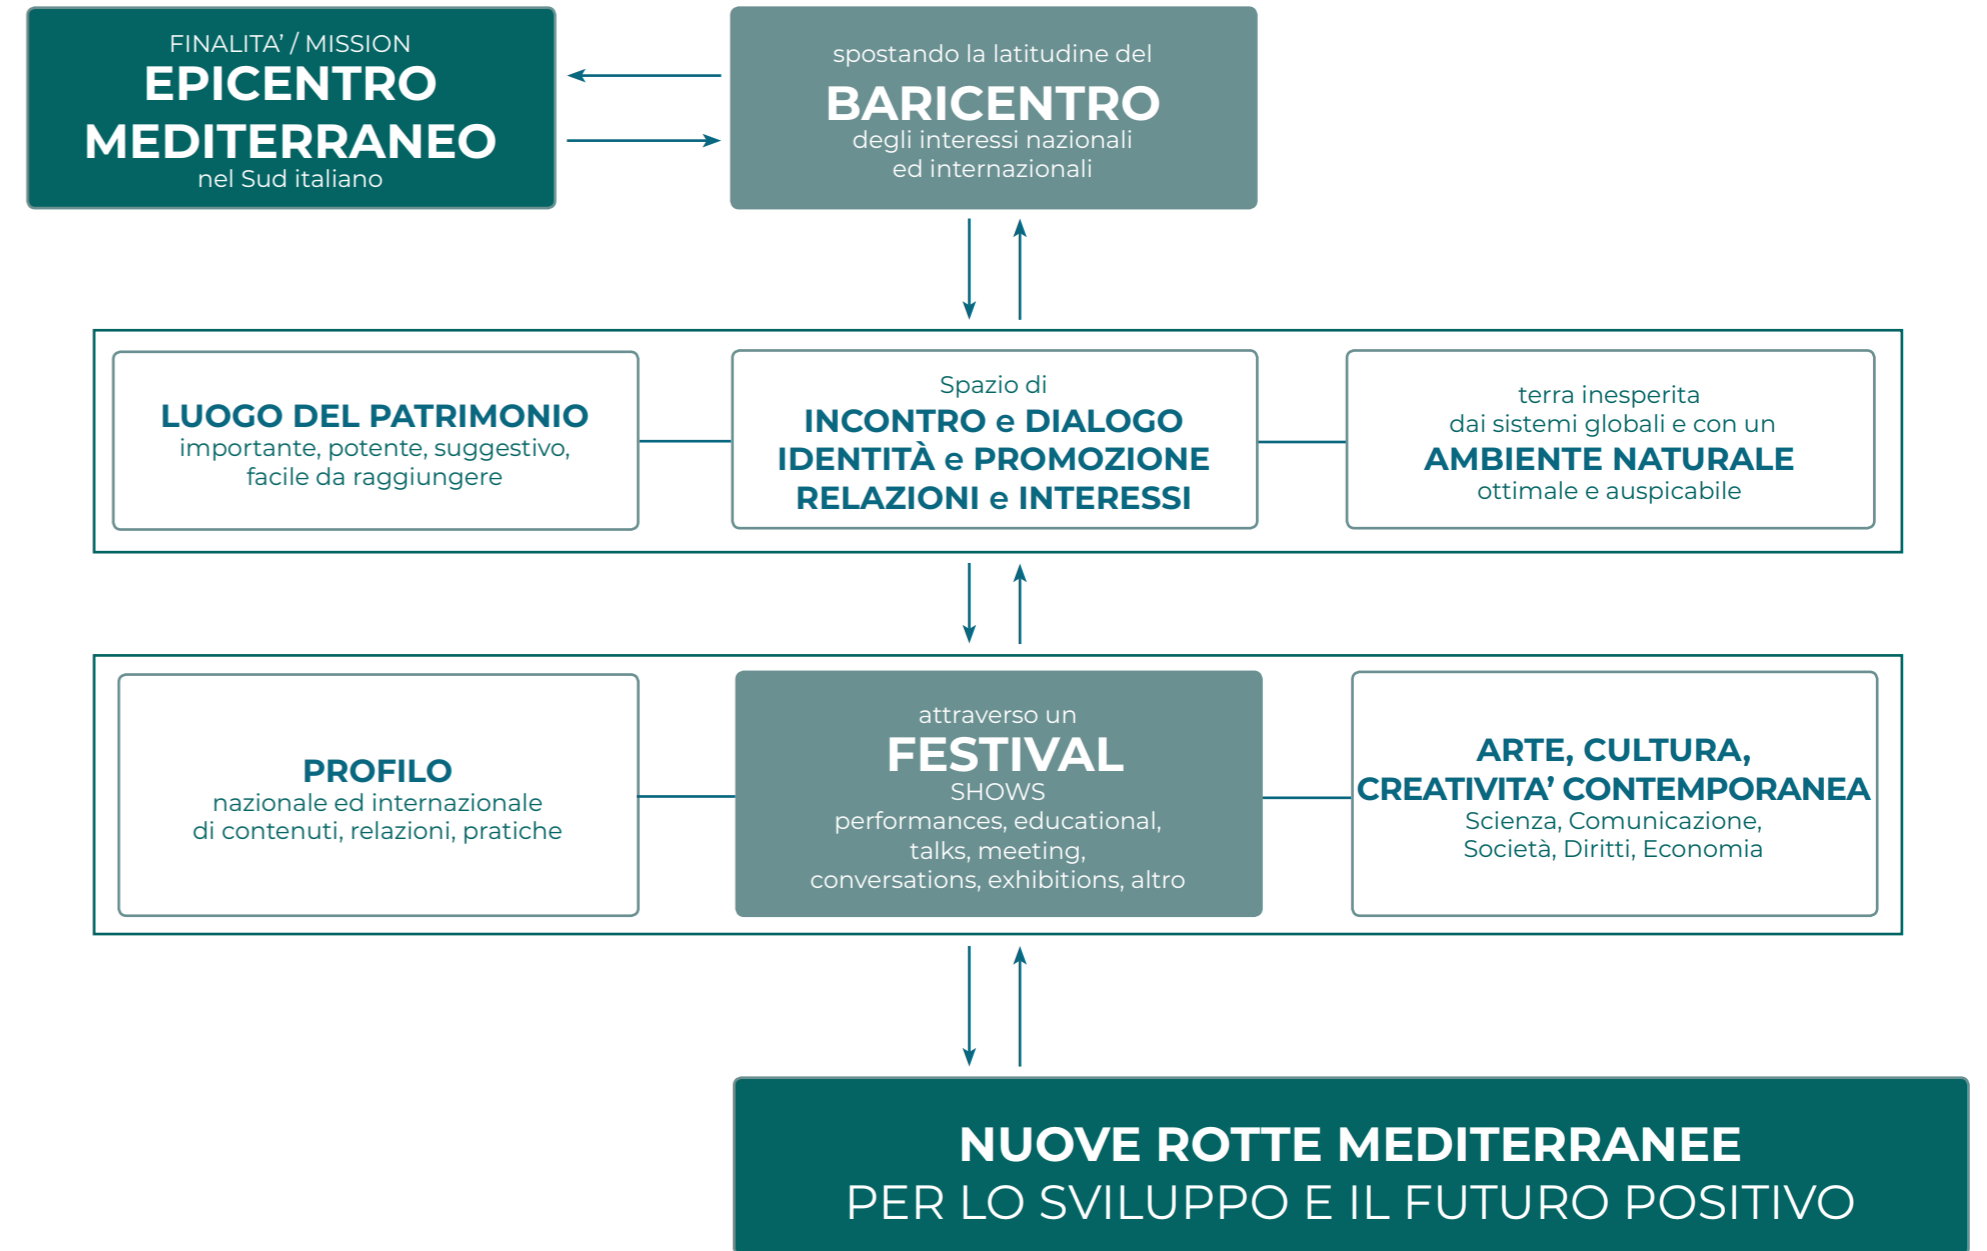 FINALITA’ / MISSION
EPICENTRO
MEDITERRANEO
nel Sud italiano
spostando la latitudine del
BARICENTRO
degli interessi nazionali
ed internazionali
LUOGO DEL PATRIMONIO
importante, potente, suggestivo,
facile da raggiungere
Spazio di
INCONTRO e DIALOGO
IDENTITÀ e PROMOZIONE
RELAZIONI e INTERESSI
terra inesperita
dai sistemi globali e con un
AMBIENTE NATURALE
ottimale e auspicabile
PROFILO
nazionale ed internazionale
di contenuti, relazioni, pratiche
attraverso un
FESTIVAL
SHOWS
performances, educational,
talks, meeting,
conversations, exhibitions, altro
ARTE, CULTURA,
CREATIVITA’ CONTEMPORANEA
Scienza, Comunicazione,
Società, Diritti, Economia
NUOVE ROTTE MEDITERRANEE
PER LO SVILUPPO E IL FUTURO POSITIVO